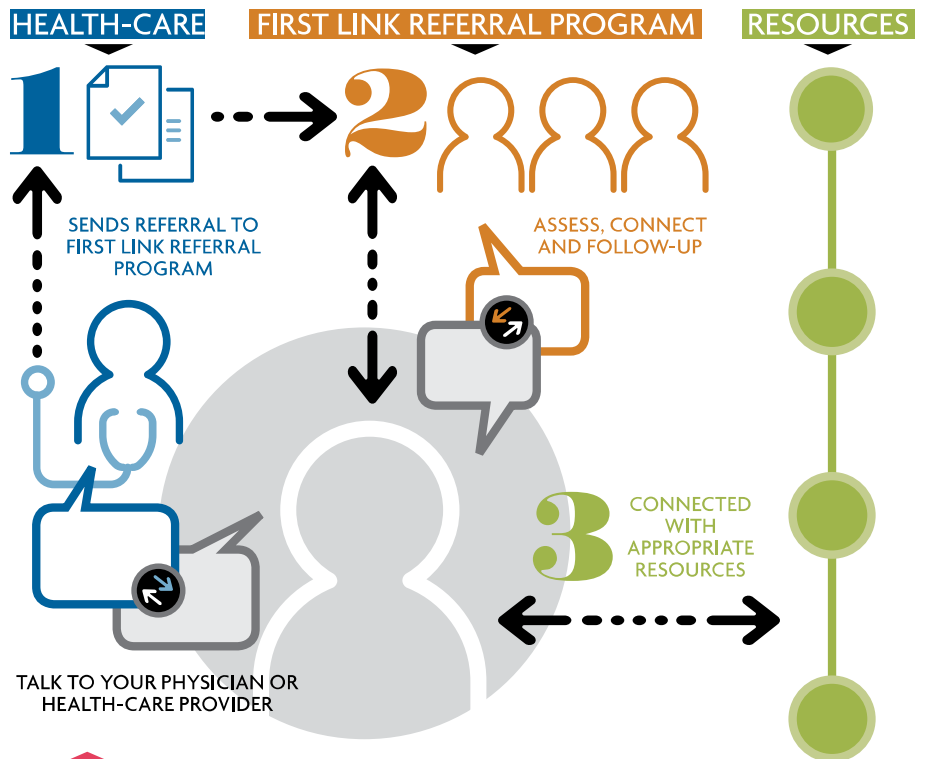 HEALTH-CARE
FIRST LINK REFERRAL PROGRAM
RESOURCES
1
2
SENDS REFERRAL TO
FIRST LINK REFERRAL
PROGRAM
ASSESS, CONNECT
AND FOLLOW-UP
3
CONNECTED
WITH
APPROPRIATE
RESOURCES
TALK TO YOUR PHYSICIAN OR
HEALTH-CARE PROVIDER